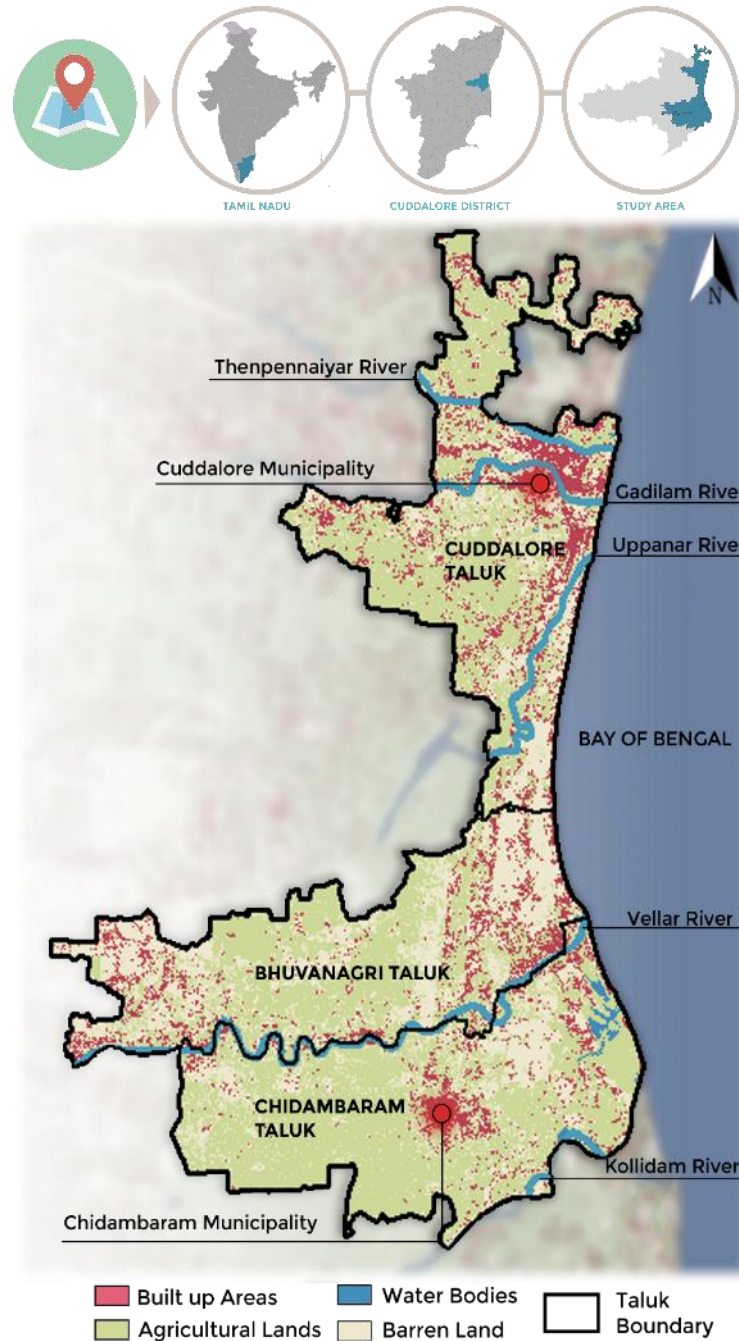 TAMIL NADU
CUDDALORE DISTRICT
STUDY AREA
N
Thenpennaiyar River
Cuddalore Municipality
Gadilam Rive
CUDDALORE
TALUK
Uppanar Rive
BAY OF BENGAL
Vellar River
BHUVANAGRI TALUK
CHIDAMBARAM
TALUK
Kollidam River
Chidambaram Municipality
Built up Areas
Water Bodies
Taluk
Boundary
Agricultural Lands
Barren Land